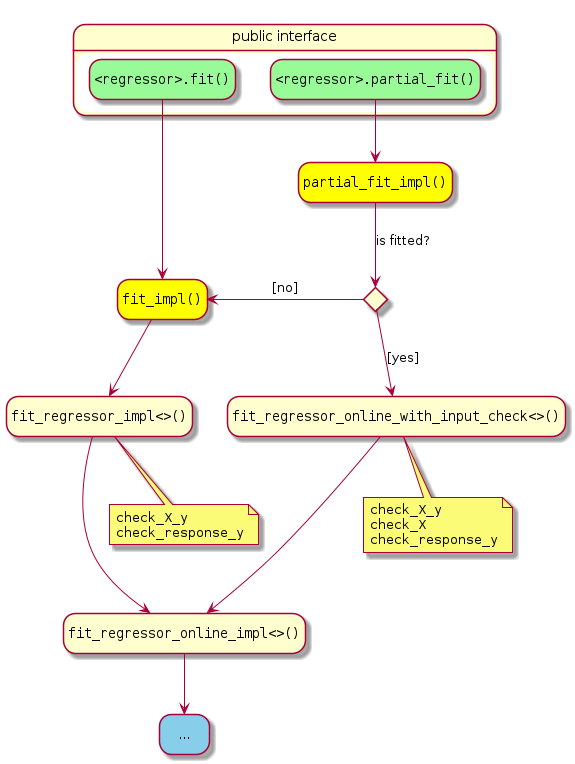 public interface
<regressor>.fit()
<regressor>.partial_fit()
partial_fit_impl()
is fitted?
[no]
fit_impl()
[yes]
fit_regressor_impl<>()
fit_regressor_online_with_input_check<>()
check_X_y
check_response_y
check_X_y
check_X
check_response_y
fit_regressor_online_impl<>()
...